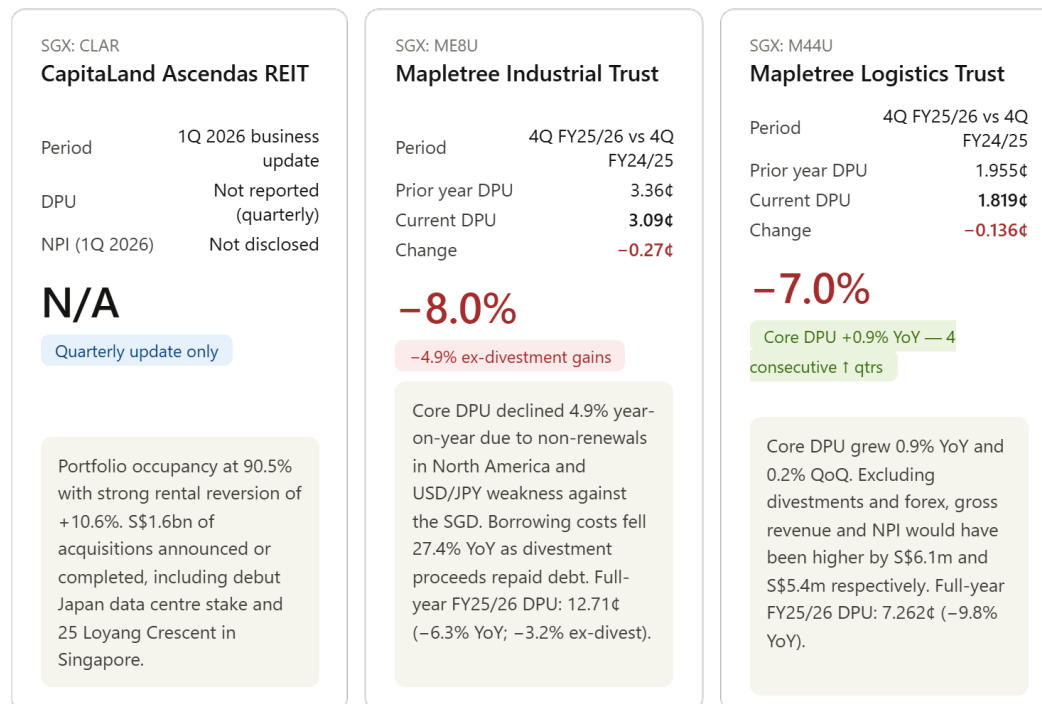 SGX: CLAR
CapitaLand Ascendas REIT
Period
1Q 2026 business
update
DPU
Not reported
(quarterly)
NPI (1Q 2026)
Not disclosed
N/A
Quarterly update only
Portfolio occupancy at 90.5%
with strong rental reversion of
+10.6%. S$1.6bn of
acquisitions announced or
completed, including debut
Japan data centre stake and
25 Loyang Crescent in
Singapore.
SGX: ME8U
Mapletree Industrial Trust
Period
4Q FY25/26 vs 4Q
FY24/25
Prior year DPU
3.36¢
Current DPU
3.09¢
Change
−0.27¢
−8.0%
−4.9% ex-divestment gains
Core DPU declined 4.9% year-
on-year due to non-renewals
in North America and
USD/JPY weakness against
the SGD. Borrowing costs fell
27.4% YoY as divestment
proceeds repaid debt. Full-
year FY25/26 DPU: 12.71¢
(−6.3% YoY; −3.2% ex-divest).
SGX: M44U
Mapletree Logistics Trust
Period
4Q FY25/26 vs 4Q
FY24/25
Prior year DPU
1.955¢
Current DPU
1.819¢
Change
−0.136¢
−7.0%
Core DPU +0.9% YoY — 4
consecutive ↑ qtrs
Core DPU grew 0.9% YoY and
0.2% QoQ. Excluding
divestments and forex, gross
revenue and NPI would have
been higher by S$6.1m and
S$5.4m respectively. Full-year
FY25/26 DPU: 7.262¢ (−9.8%
YoY).